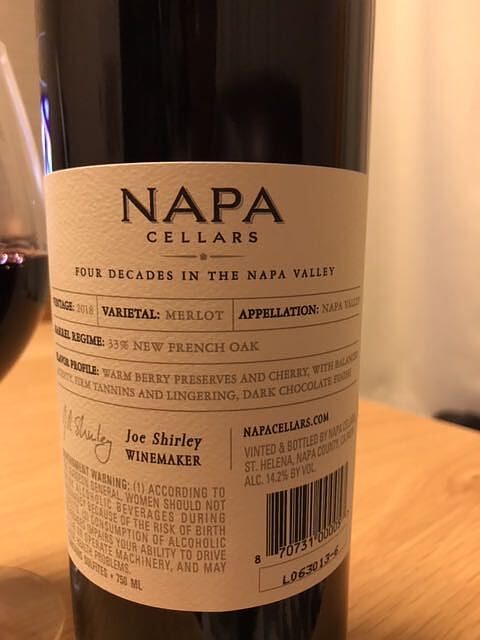 NAPA
CELLARS
FOUR DECADES IN THE NAPA VALLEY
VINTAGE: 2018 VARIETAL: MERLOT APPELLATION: NAPA VALLEY
BARREL REGIME: 33% NEW FRENCH OAK
FLAVOR PROFILE: WARM BERRY PRESERVES AND CHERRY, WITH BALANCED
ACIDITY, FIRM TANNINS AND LINGERING, DARK CHOCOLATE FINISH
Joe Shirley
WINEMAKER
NAPACELLARS.COM
VINTED & BOTTLED BY NAPA CELLARS
ST. HELENA, NAPA COUNTY, CA
ALC. 14.2% BY VOL.
WARNING: (1) ACCORDING TO
GENERAL, WOMEN SHOULD NOT
ALCOHOLIC BEVERAGES DURING
BECAUSE OF THE RISK OF BIRTH
CONSUMPTION OF ALCOHOLIC
YOUR ABILITY TO DRIVE
OPERATE MACHINERY, AND MAY
PROBLEMS.
SULFITES • 750 ML
8 70731 00009
L063013-6